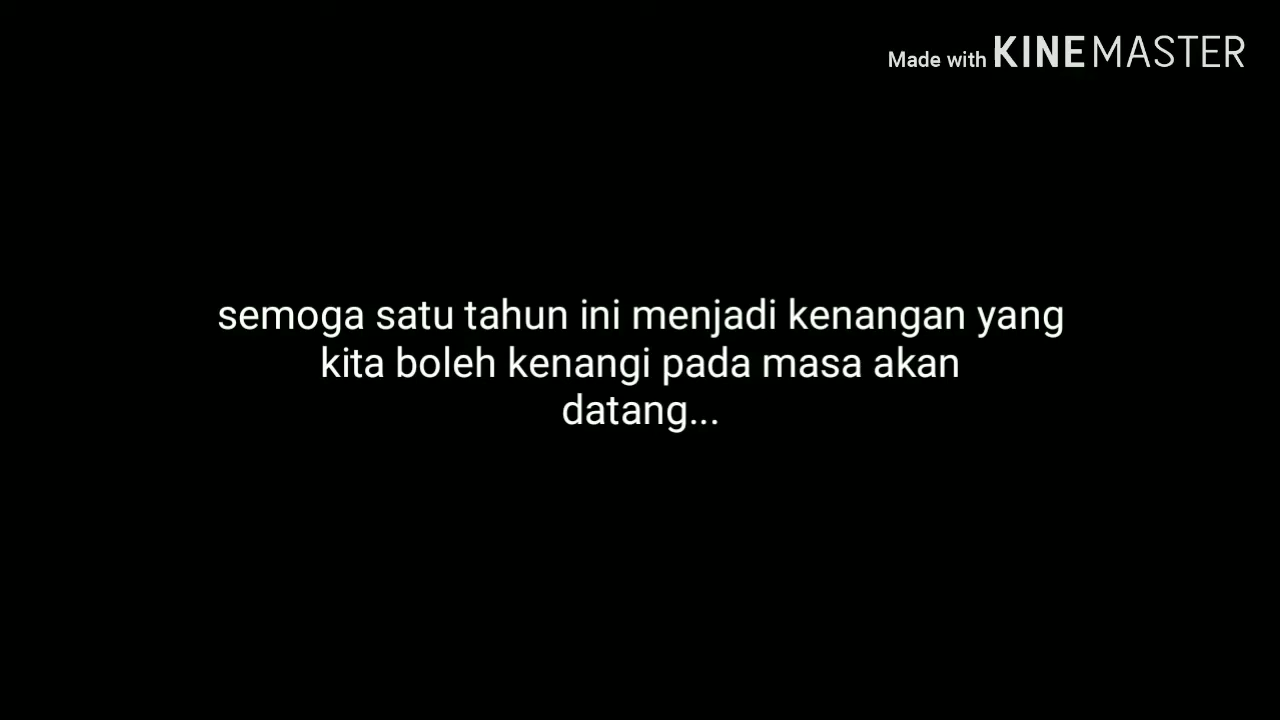 Made with KINEMASTER
semoga satu tahun ini menjadi kenangan yang
kita boleh kenangi pada masa akan
datang...